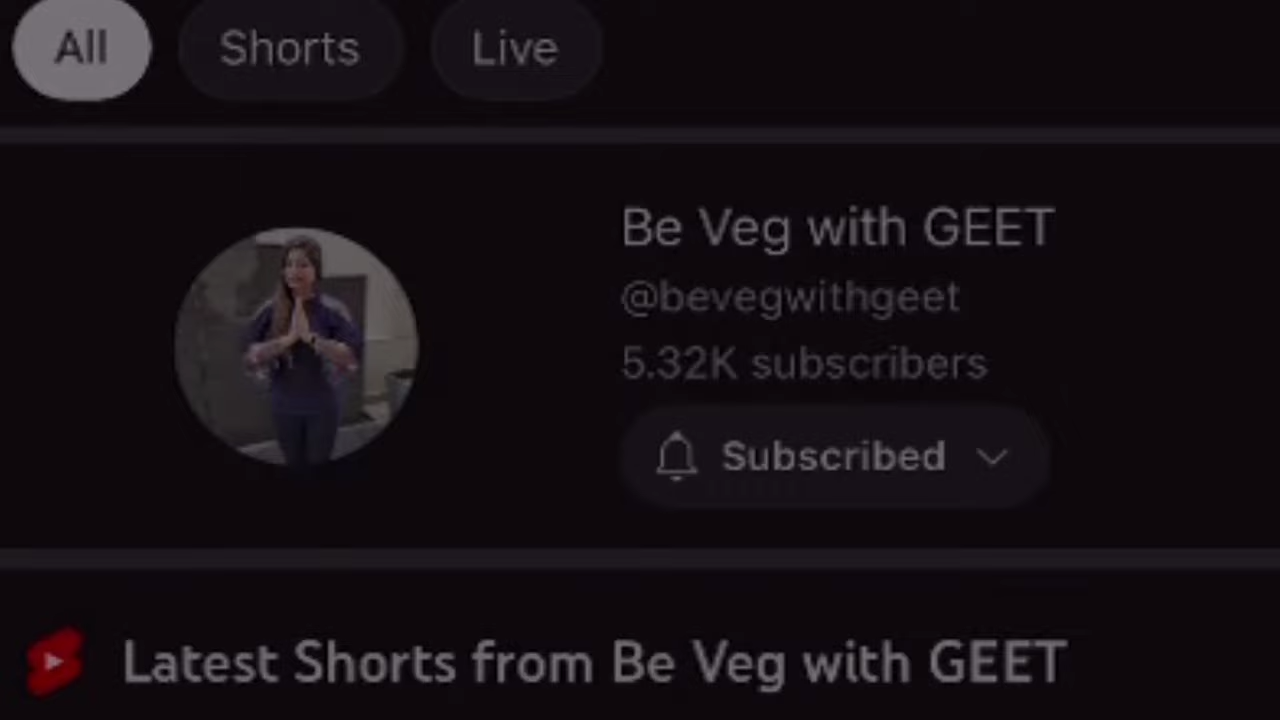 All Shorts Live
Be Veg with GEET
@bevegwithgeet
5.32K subscribers
Subscribed
Latest Shorts from Be Veg with GEET